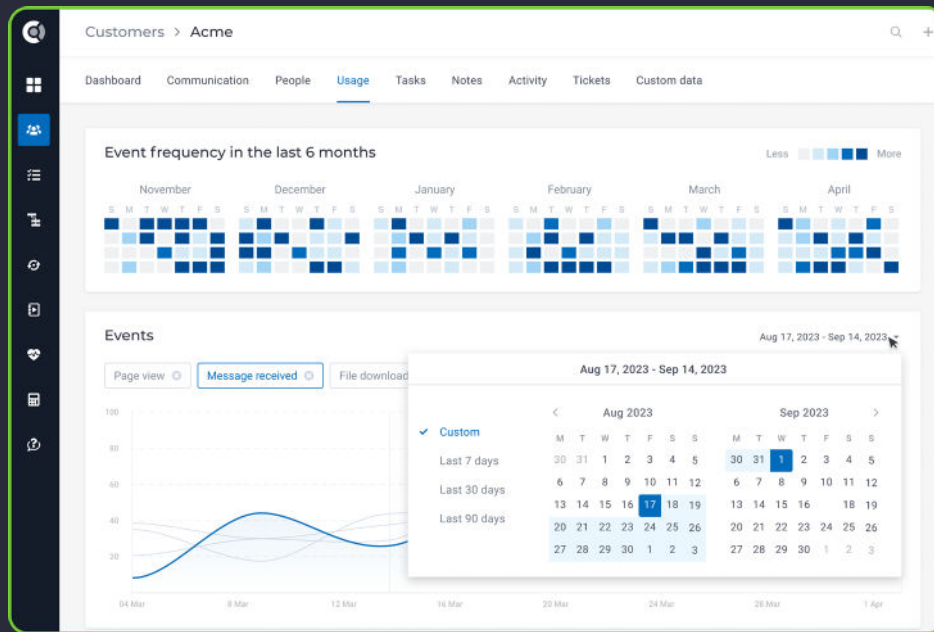 Customers > Acme
Dashboard Communication People Usage Tasks Notes Activity Tickets Custom data
Event frequency in the last 6 months
Less More
November December January February March April
S M T W T F S S M T W T F S S M T W T F S S M T W T F S S M T W T F S S M T W T F S
Events
Aug 17, 2023 - Sep 14, 2023
Page view Message received File download
Aug 17, 2023 - Sep 14, 2023
Custom
Last 7 days
Last 30 days
Last 90 days
Aug 2023
M T W T F S S
30 31 1 2 3 4 5
6 7 8 9 10 11 12
13 14 15 16 17 18 19
20 21 22 23 24 25 26
27 28 29 30 1 2 3
Sep 2023
M T W T F S S
30 31 1 2 3 4 5
6 7 8 9 10 11 12
13 14 15 16 18 19
20 21 22 23 24 25 26
27 28 29 30 1 2 3
100
80
60
40
20
04 Mar 8 Mar 12 Mar 16 Mar 20 Mar 24 Mar 28 Mar 1 Apr